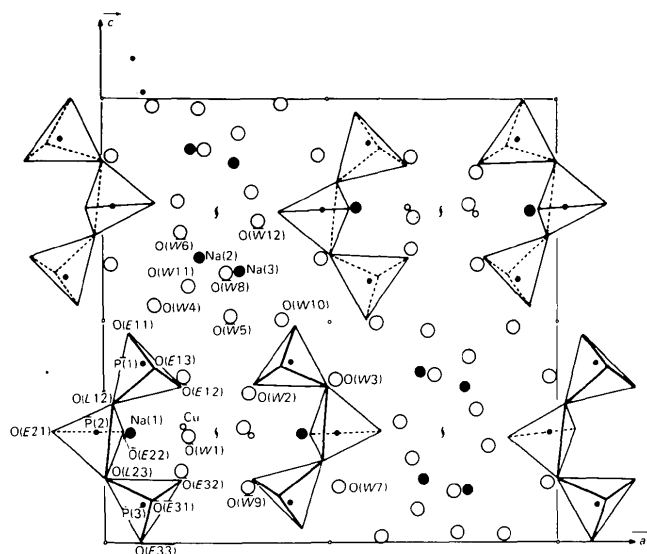 c
O(W6) O(W12)
Na(2)
O(W11) Na(3)
O(W8)
O(W4) O(W5) O(W10)
O(E11)
P(1) O(E13)
O(L12) O(E12) O(W2) O(W3)
Cu
O(E21) P(2) Na(1)
O(W1)
O(E22)
O(L23) O(E32) O(W9) O(W7)
O(E31)
P(3)
O(E33)
a